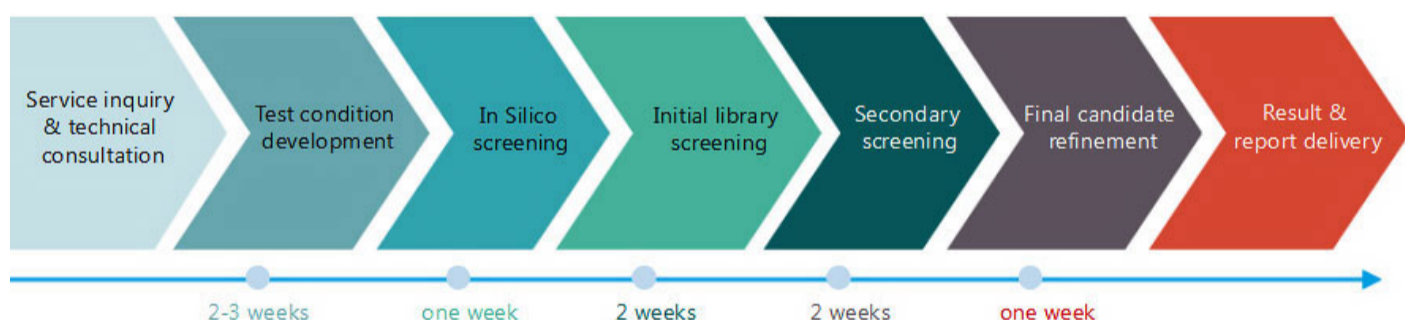 Service inquiry
& technical
consultation
Test condition
development
In Silico
screening
Initial library
screening
Secondary
screening
Final candidate
refinement
Result &
report delivery
2-3 weeks
one week
2 weeks
2 weeks
one week